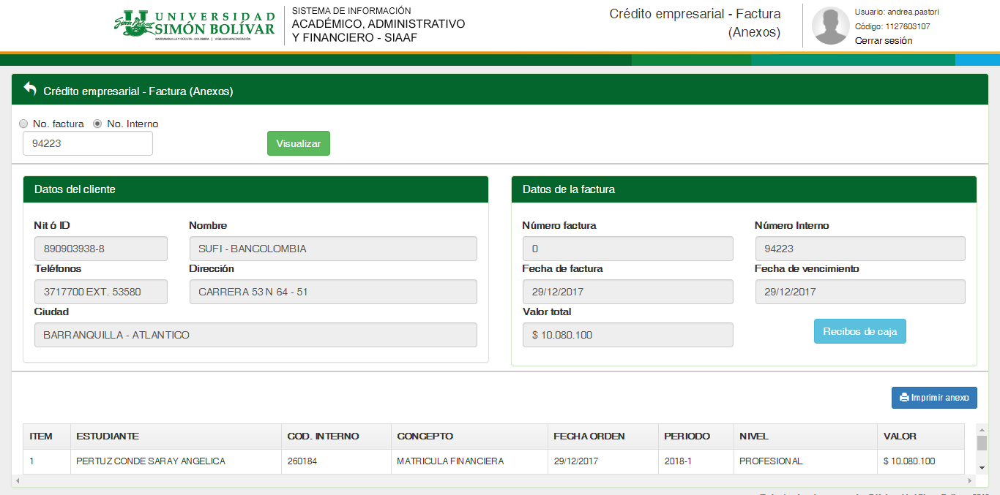 UNIVERSIDAD
SIMÓN BOLÍVAR
BARRANQUILLA Y CÚCUTA - COLOMBIA | VIGILADA MINEDUCACIÓN
SISTEMA DE INFORMACIÓN
ACADÉMICO, ADMINISTRATIVO
Y FINANCIERO - SIAAF
Crédito empresarial - Factura
(Anexos)
Usuario: andrea.pastori
Código: 1127603107
Cerrar sesión
Crédito empresarial - Factura (Anexos)
No. factura No. Interno
94223 Visualizar
Datos del cliente
Nit ó ID Nombre
890903938-8 SUFI - BANCOLOMBIA
Teléfonos Dirección
3717700 EXT. 53580 CARRERA 53 N 64 - 51
Ciudad
BARRANQUILLA - ATLANTICO
Datos de la factura
Número factura Número Interno
0 94223
Fecha de factura Fecha de vencimiento
29/12/2017 29/12/2017
Valor total
$ 10.080.100 Recibos de caja
Imprimir anexo
ITEM ESTUDIANTE COD. INTERNO CONCEPTO FECHA ORDEN PERIODO NIVEL VALOR
1 PERTUZ CONDE SARAY ANGELICA 260184 MATRICULA FINANCIERA 29/12/2017 2018-1 PROFESIONAL $ 10.080.100